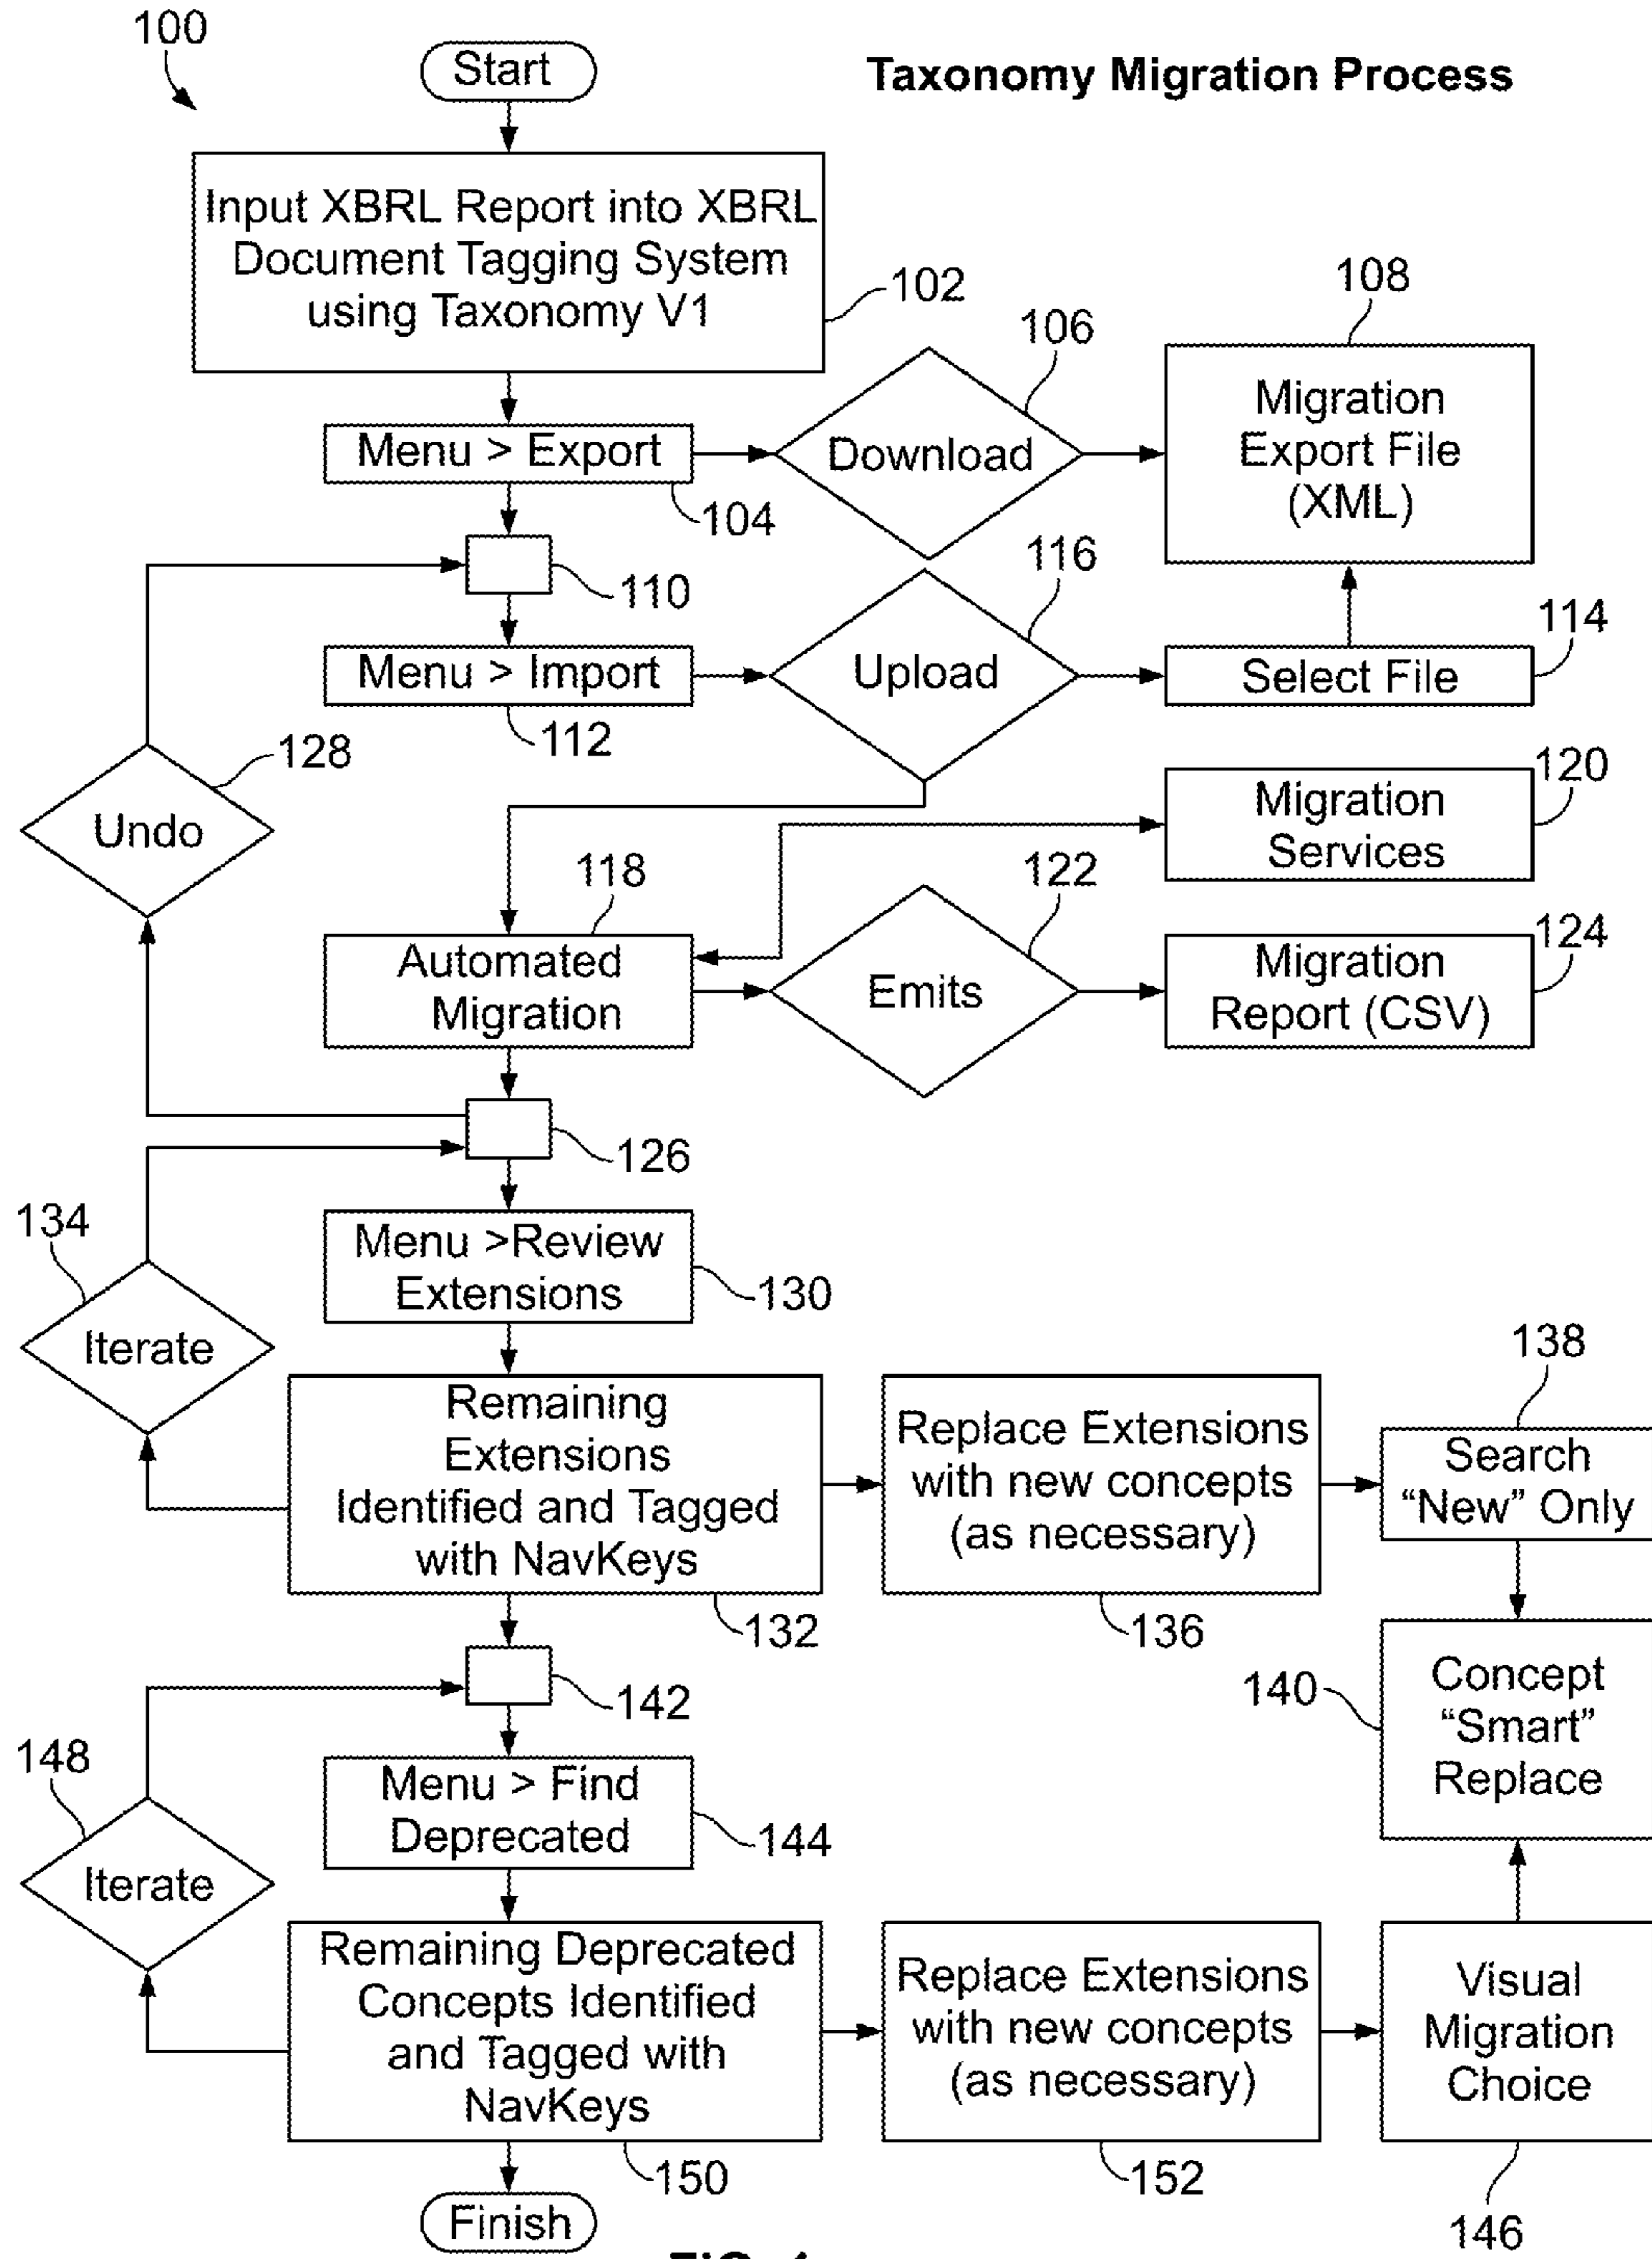 100
Start
Taxonomy Migration Process
Input XBRL Report into XBRL
Document Tagging System
using Taxonomy V1
102
106
108
Menu > Export
Download
Migration
Export File
(XML)
104
110
116
114
Menu > Import
Upload
Select File
112
128
Undo
120
Migration
Services
118
122
124
Automated
Migration
Emits
Migration
Report (CSV)
126
134
Menu >Review
Extensions
130
Iterate
138
Remaining
Extensions
Identified and Tagged
with NavKeys
Replace Extensions
with new concepts
(as necessary)
Search
“New” Only
132
136
140
Concept
“Smart”
Replace
142
148
Menu > Find
Deprecated
144
Iterate
Remaining Deprecated
Concepts Identified
and Tagged with
NavKeys
Replace Extensions
with new concepts
(as necessary)
Visual
Migration
Choice
150
152
146
Finish